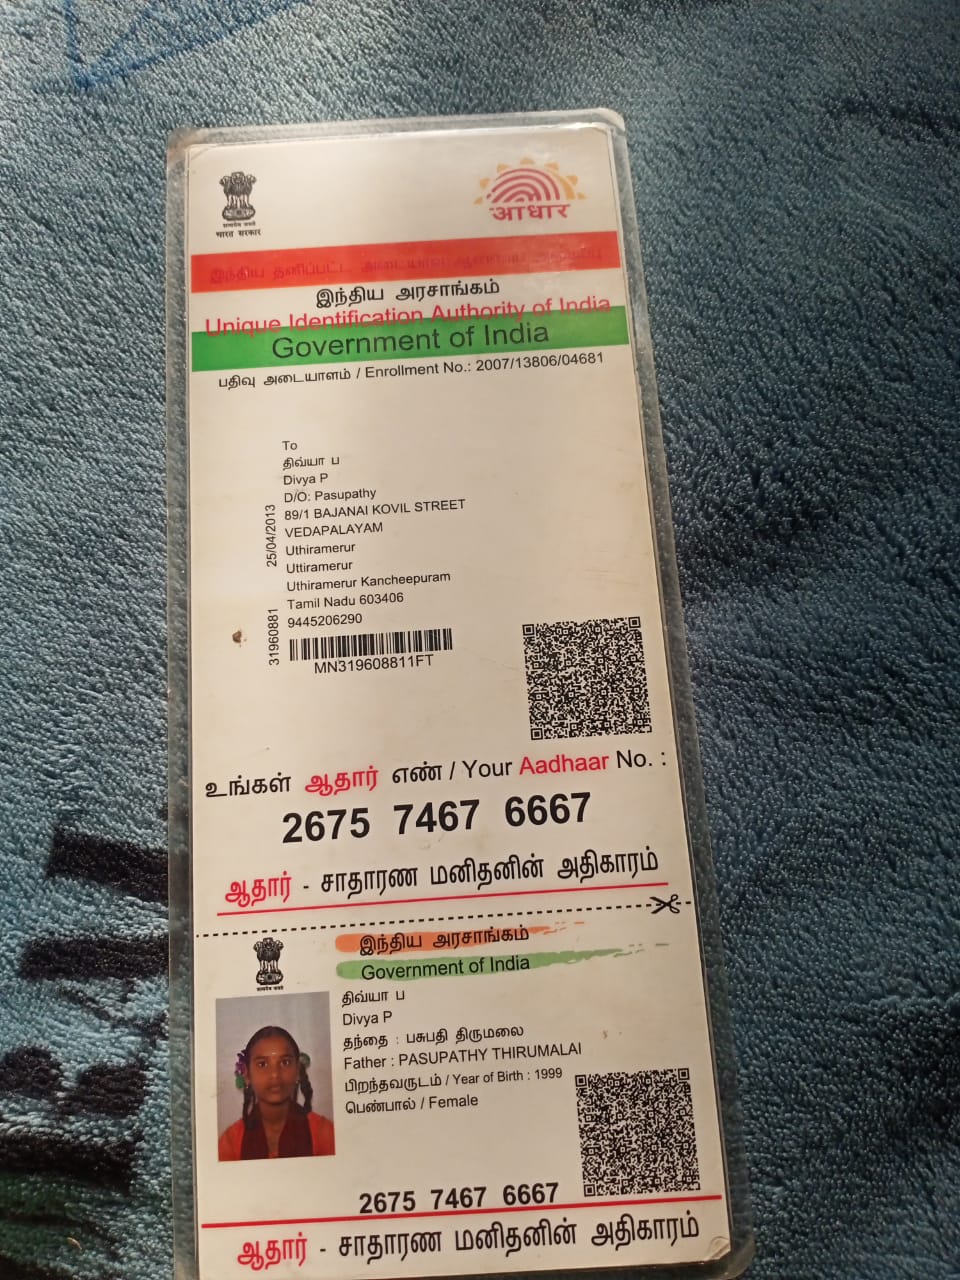 भारत सरकार
आधार
இந்திய அரசாங்கம்
Unique Identification Authority of India
Government of India
பதிவு அடையாளம் / Enrollment No.: 2007/13806/04681
To
திவ்யா ப
Divya P
D/O: Pasupathy
89/1 BAJANAI KOVIL STREET
VEDAPALAYAM
Uthiramerur
Uttiramerur
Uthiramerur Kancheepuram
Tamil Nadu 603406
9445206290
25/04/2013
31960881
MN319608811FT
உங்கள் ஆதார் எண் / Your Aadhaar No. :
2675 7467 6667
ஆதார் - சாதாரண மனிதனின் அதிகாரம்
இந்திய அரசாங்கம்
Government of India
திவ்யா ப
Divya P
தந்தை : பசுபதி திருமலை
Father : PASUPATHY THIRUMALAI
பிறந்தவருடம் / Year of Birth : 1999
பெண்பால் / Female
2675 7467 6667
ஆதார் - சாதாரண மனிதனின் அதிகாரம்